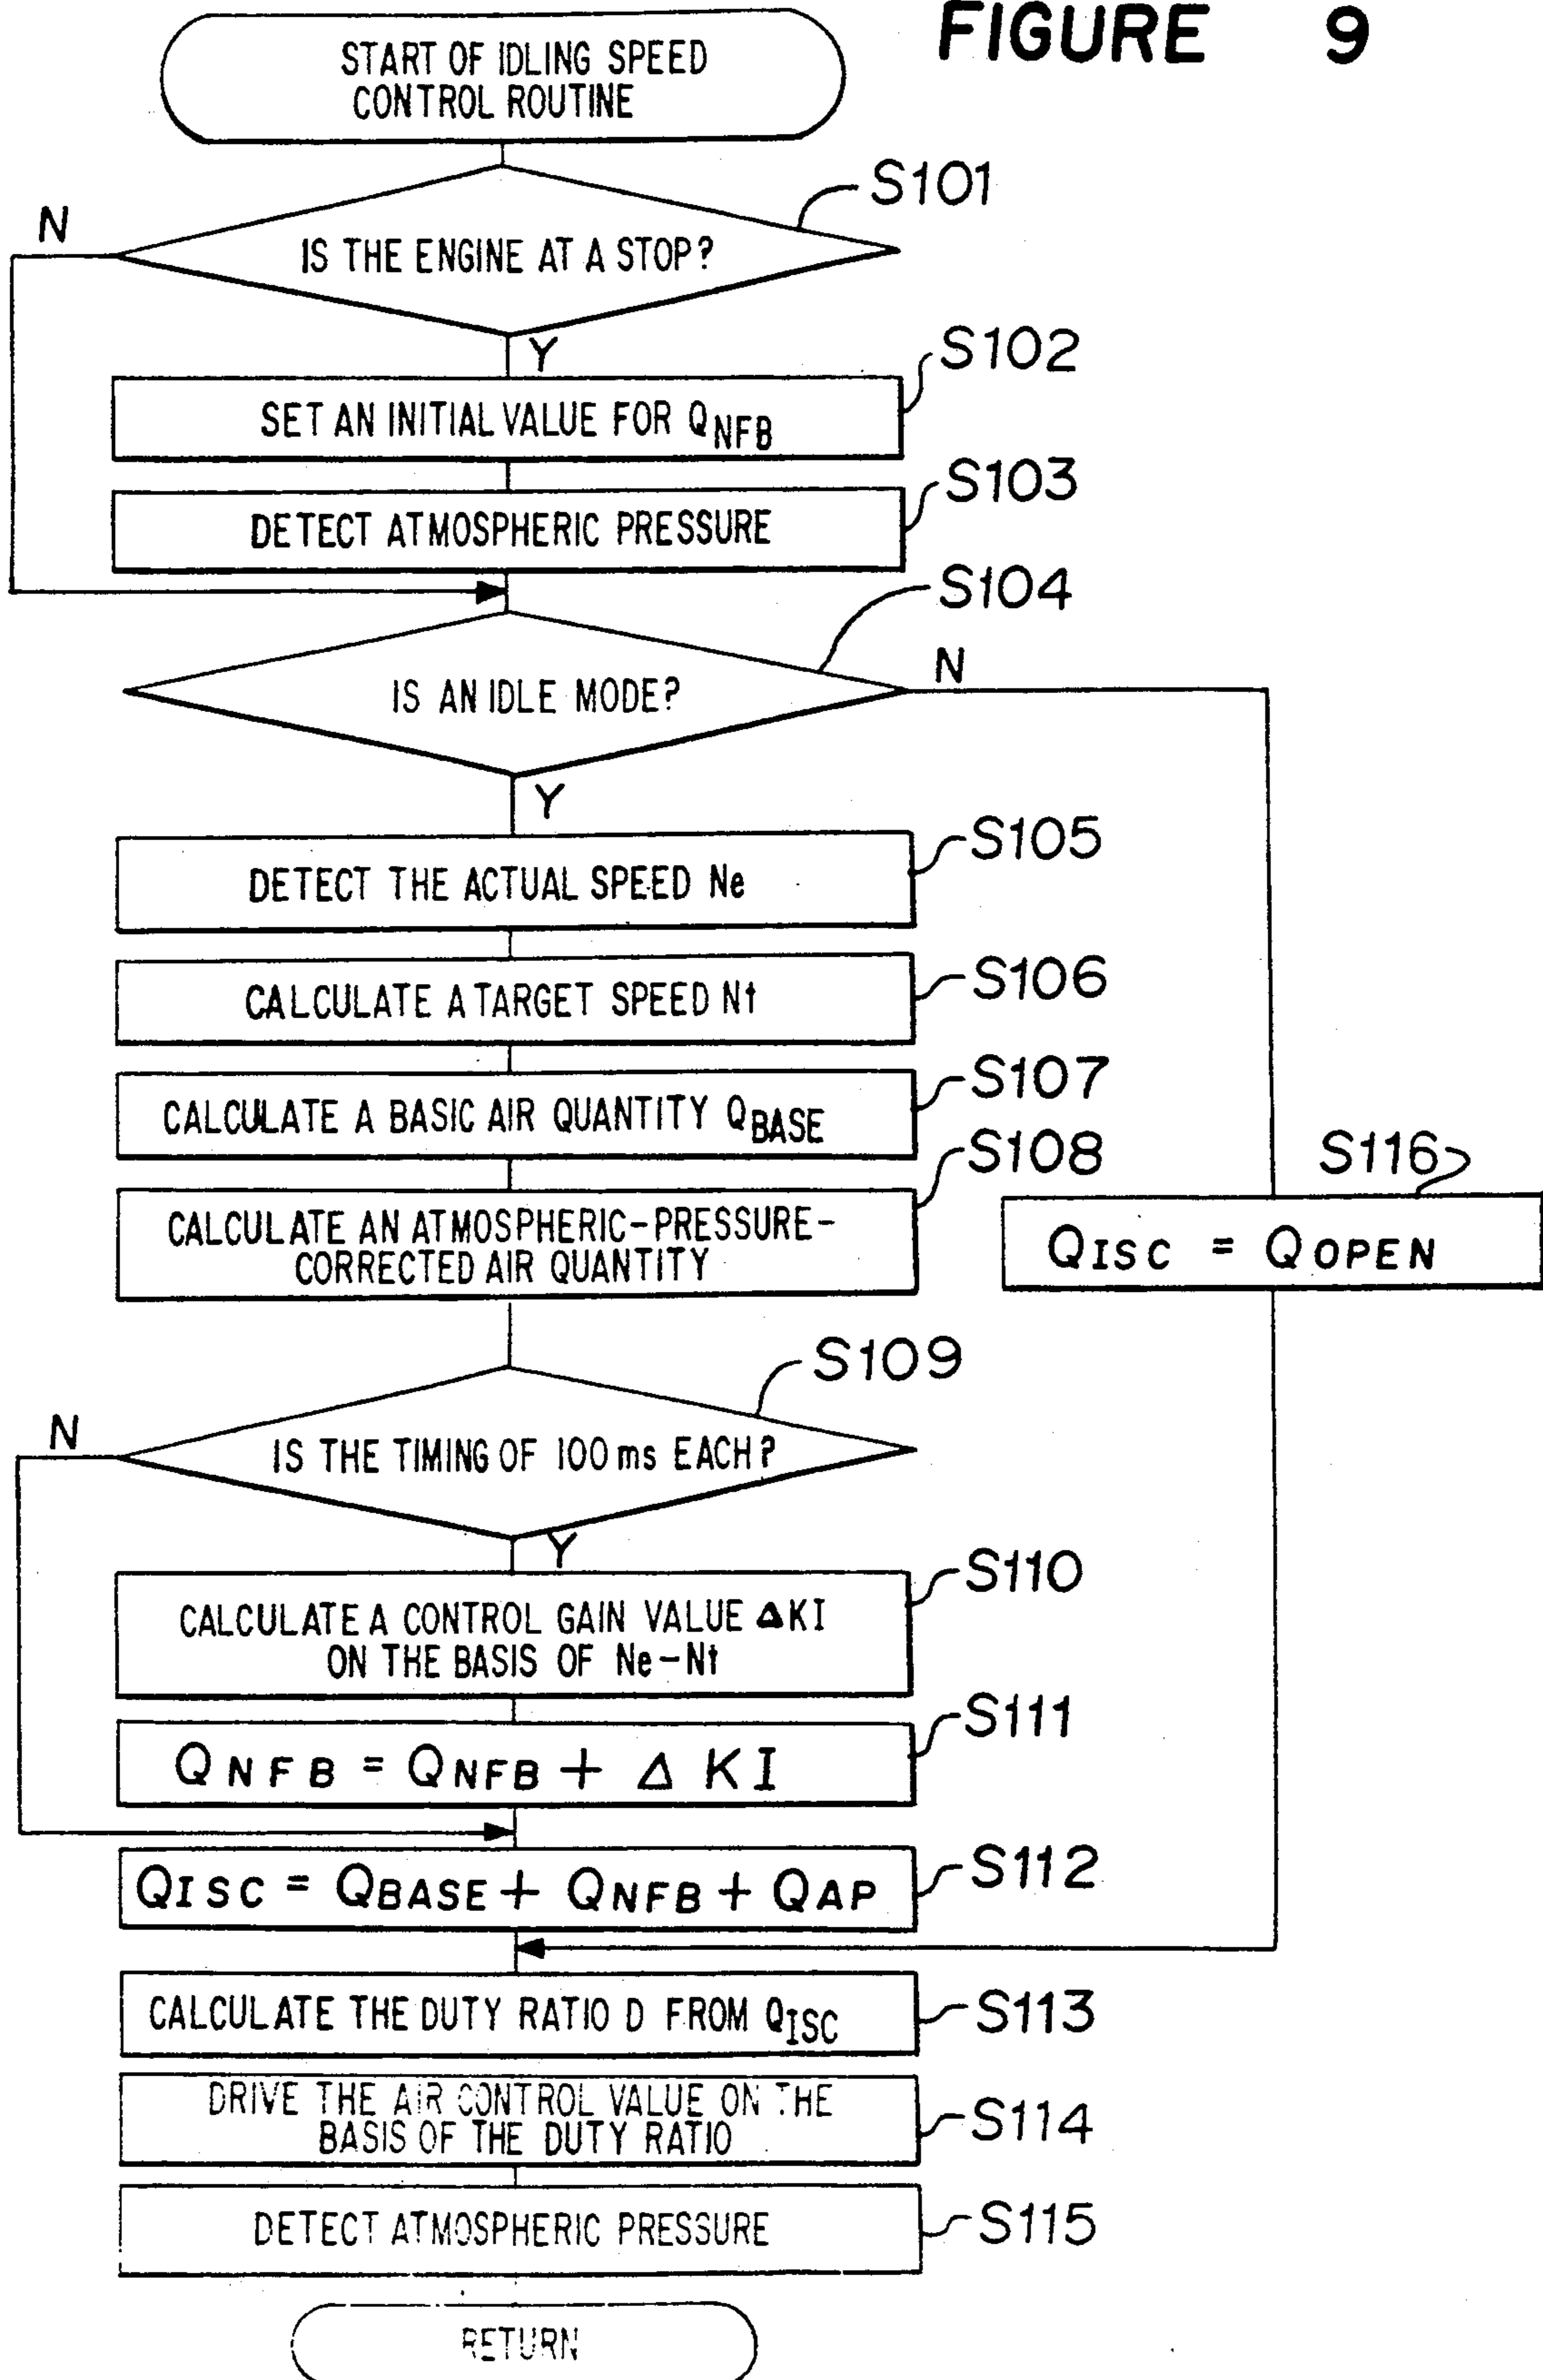 FIGURE 9
START OF IDLING SPEED
CONTROL ROUTINE
S101
N
IS THE ENGINE AT A STOP?
Y
S102
SET AN INITIAL VALUE FOR QNFB
S103
DETECT ATMOSPHERIC PRESSURE
S104
IS AN IDLE MODE?
N
Y
S105
DETECT THE ACTUAL SPEED Ne
S106
CALCULATE A TARGET SPEED Nt
S107
CALCULATE A BASIC AIR QUANTITY QBASE
S108
CALCULATE AN ATMOSPHERIC-PRESSURE-
CORRECTED AIR QUANTITY
S116
QISC = QOPEN
S109
N
IS THE TIMING OF 100ms EACH?
Y
S110
CALCULATE A CONTROL GAIN VALUE ΔKI
ON THE BASIS OF Ne-Nt
S111
QNFB = QNFB + Δ KI
S112
QISC = QBASE + QNFB + QAP
S113
CALCULATE THE DUTY RATIO D FROM QISC
S114
DRIVE THE AIR CONTROL VALUE ON THE
BASIS OF THE DUTY RATIO
S115
DETECT ATMOSPHERIC PRESSURE
RETURN